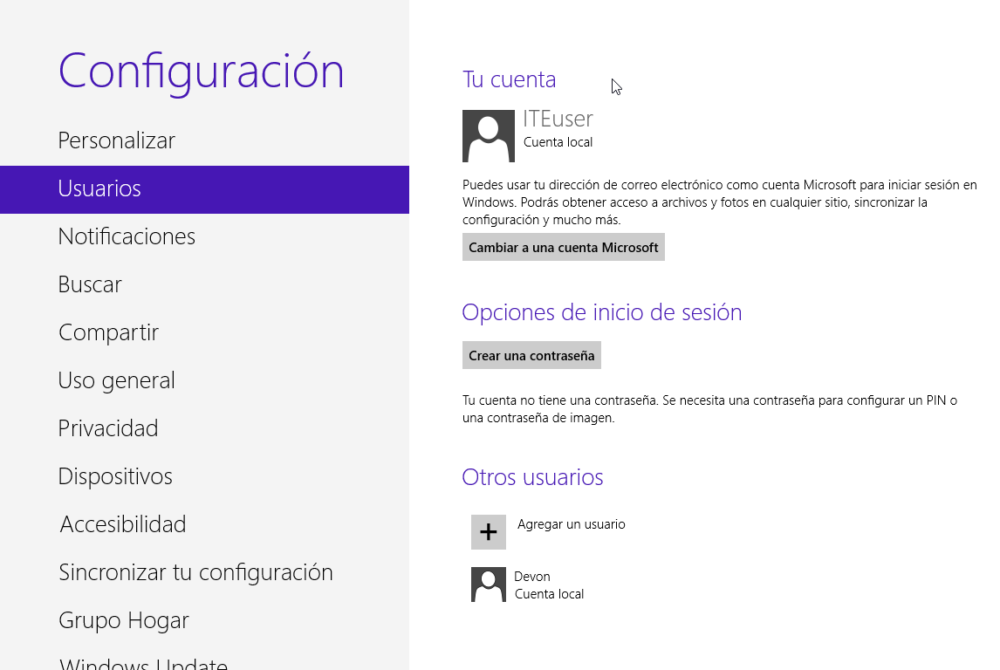 Configuración
Personalizar
Usuarios
Notificaciones
Buscar
Compartir
Uso general
Privacidad
Dispositivos
Accesibilidad
Sincronizar tu configuración
Grupo Hogar
Windows Update
Tu cuenta
ITEuser
Cuenta local
Puedes usar tu dirección de correo electrónico como cuenta Microsoft para iniciar sesión en
Windows. Podrás obtener acceso a archivos y fotos en cualquier sitio, sincronizar la
configuración y mucho más.
Cambiar a una cuenta Microsoft
Opciones de inicio de sesión
Crear una contraseña
Tu cuenta no tiene una contraseña. Se necesita una contraseña para configurar un PIN o
una contraseña de imagen.
Otros usuarios
Agregar un usuario
Devon
Cuenta local